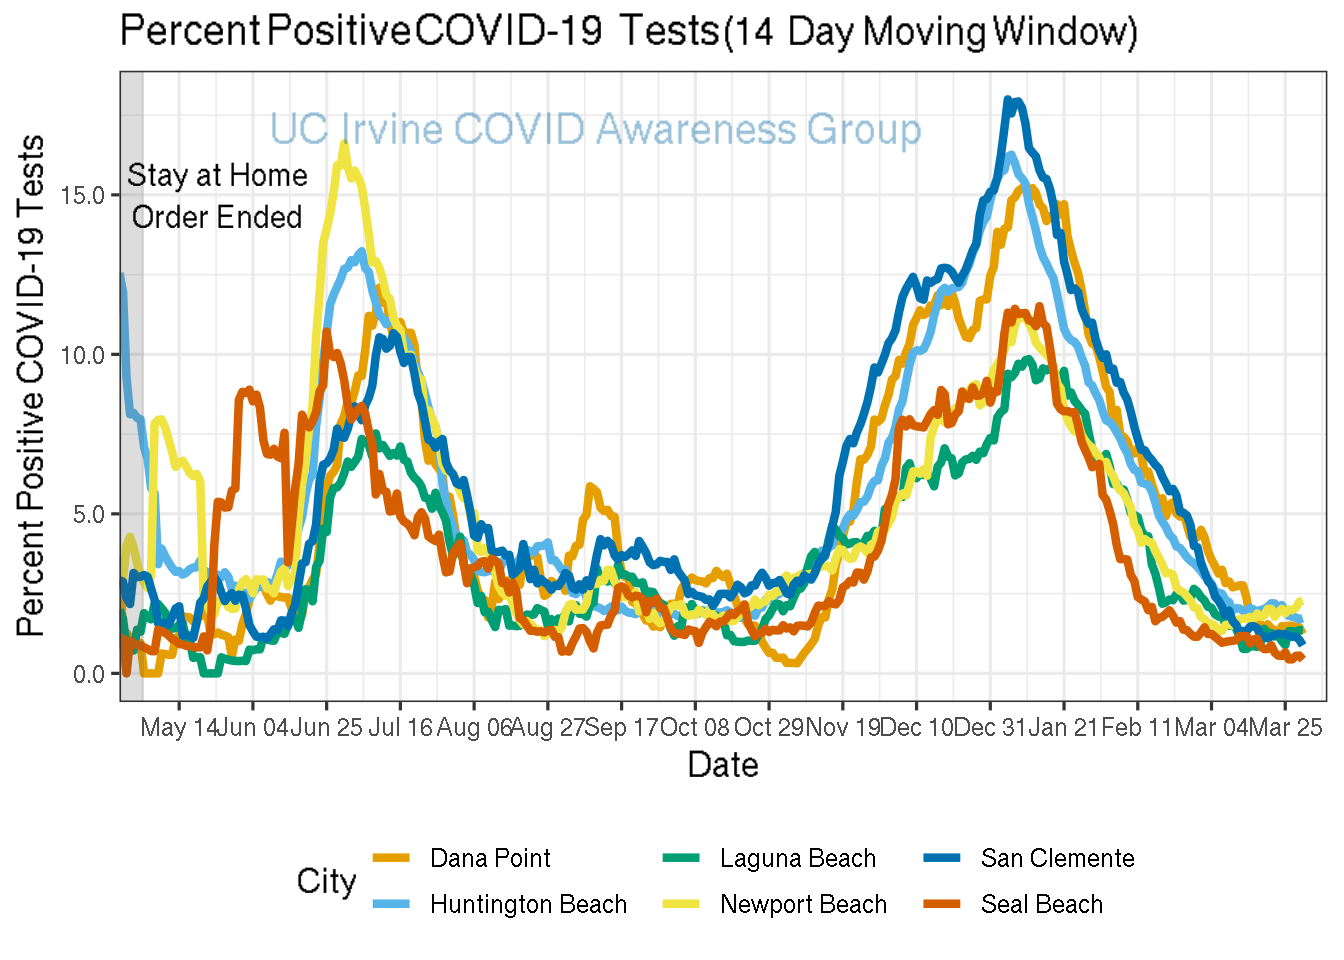 Percent Positive COVID-19 Tests (14 Day Moving Window)
UC Irvine COVID Awareness Group
Stay at Home
Order Ended
Percent Positive COVID-19 Tests
15.0
10.0
5.0
0.0
May 14 Jun 04 Jun 25 Jul 16 Aug 06 Aug 27 Sep 17 Oct 08 Oct 29 Nov 19 Dec 10 Dec 31 Jan 21 Feb 11 Mar 04 Mar 25
Date
City
Dana Point Laguna Beach San Clemente
Huntington Beach Newport Beach Seal Beach